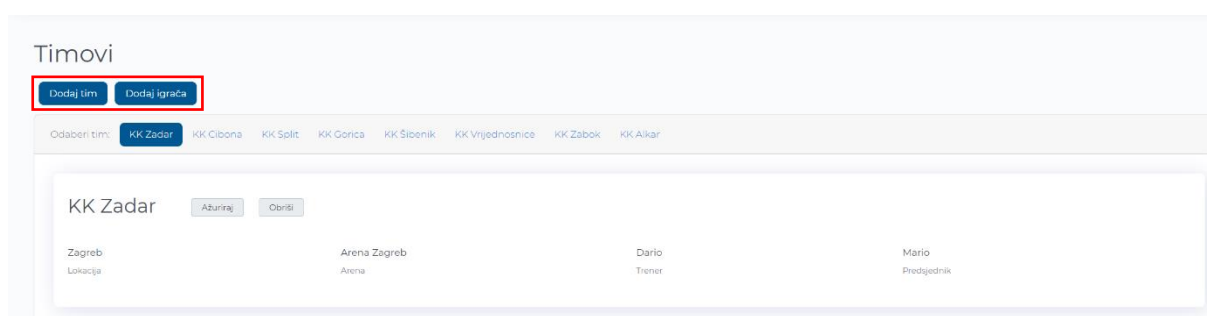 Timovi
Dodaj tim Dodaj igrača
Odaberi tim: KK Zadar KK Cibona KK Split KK Gorica KK Šibenik KK Vrijednosnice KK Zabok KK Alkar
KK Zadar Ažuriraj Obriši
Zagreb Arena Zagreb Dario Mario
Lokacija Arena Trener Predsjednik